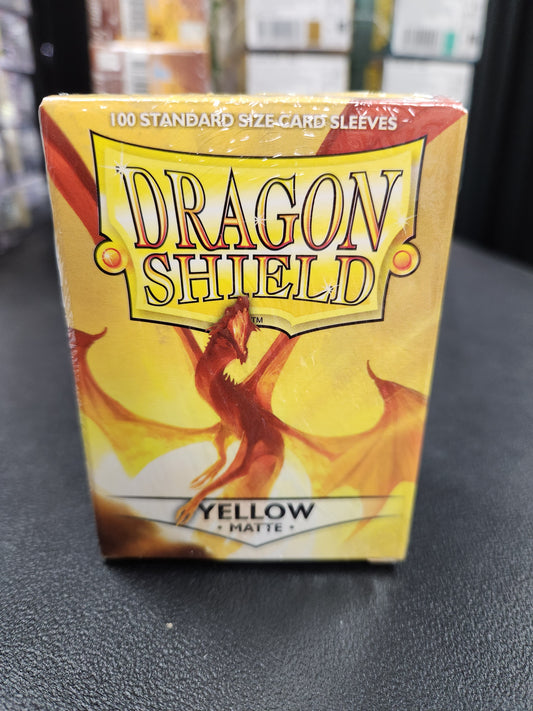 100 STANDARD SIZE CARD SLEEVES
DRAGON
SHIELD
TM
YELLOW
• MATTE •